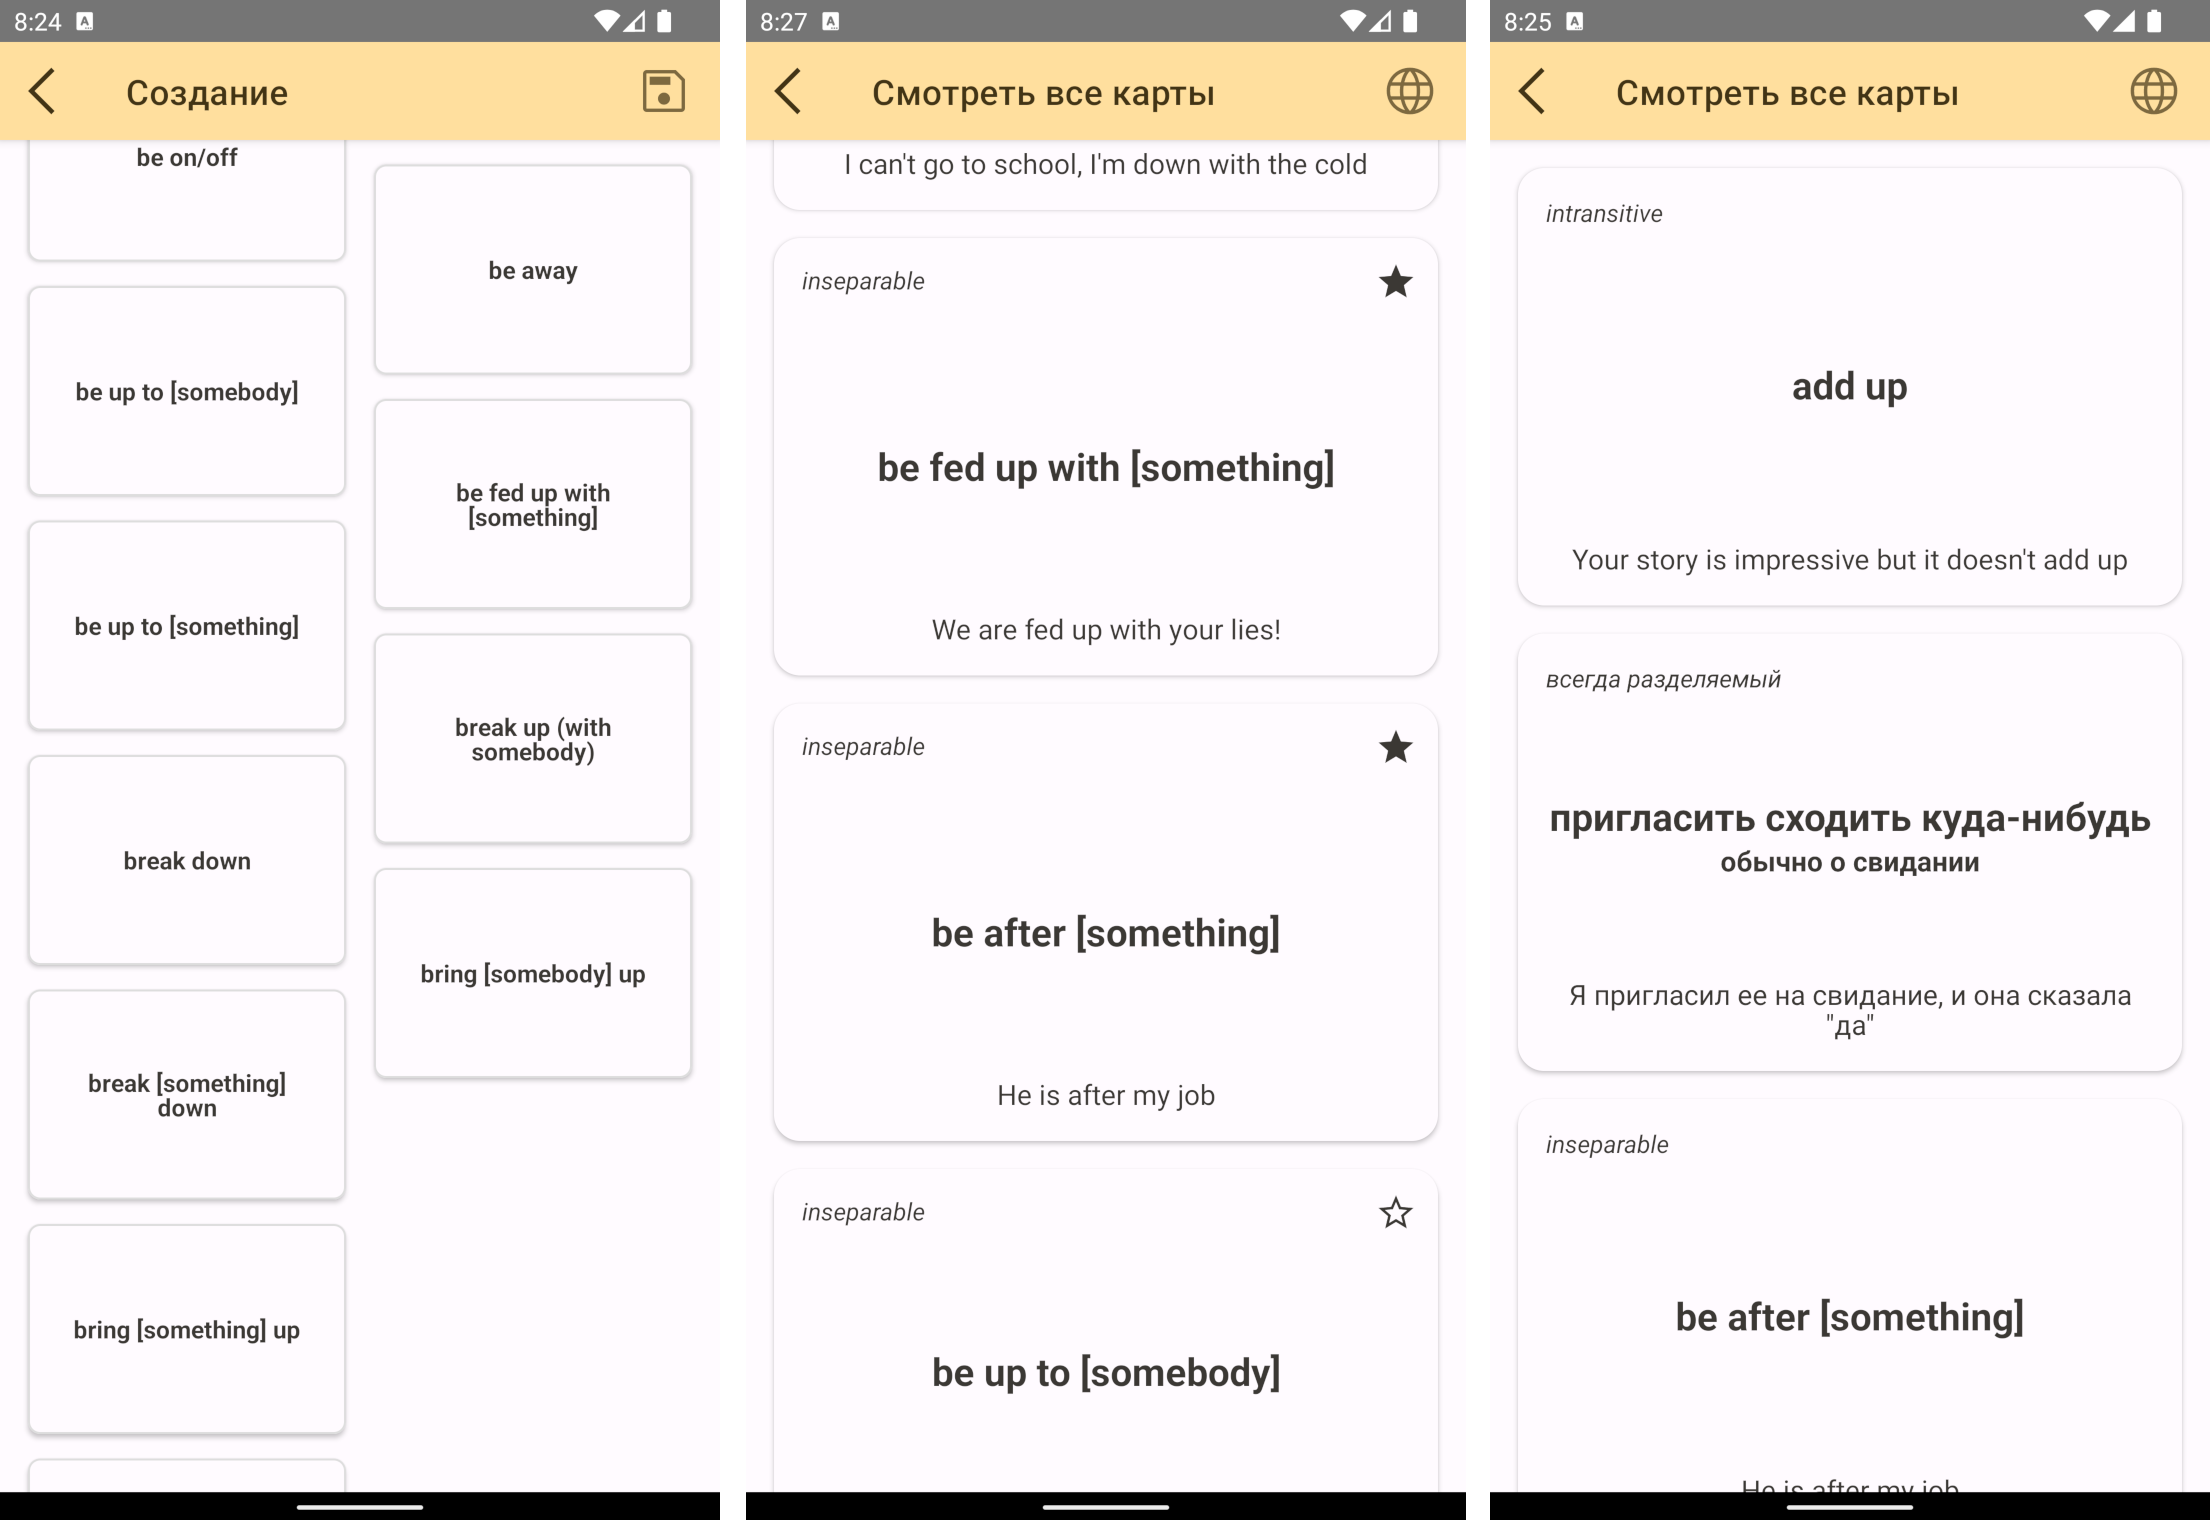 8:24
Создание
be on/off
be up to [somebody]
be up to [something]
break down
break [something]
down
bring [something] up
be away
be fed up with
[something]
break up (with
somebody)
bring [somebody] up
8:27
Смотреть все карты
I can't go to school, I'm down with the cold
inseparable
be fed up with [something]
We are fed up with your lies!
inseparable
be after [something]
He is after my job
inseparable
be up to [somebody]
8:25
Смотреть все карты
intransitive
add up
Your story is impressive but it doesn't add up
всегда разделяемый
пригласить сходить куда-нибудь
обычно о свидании
Я пригласил ее на свидание, и она сказала
"да"
inseparable
be after [something]
He is after my job